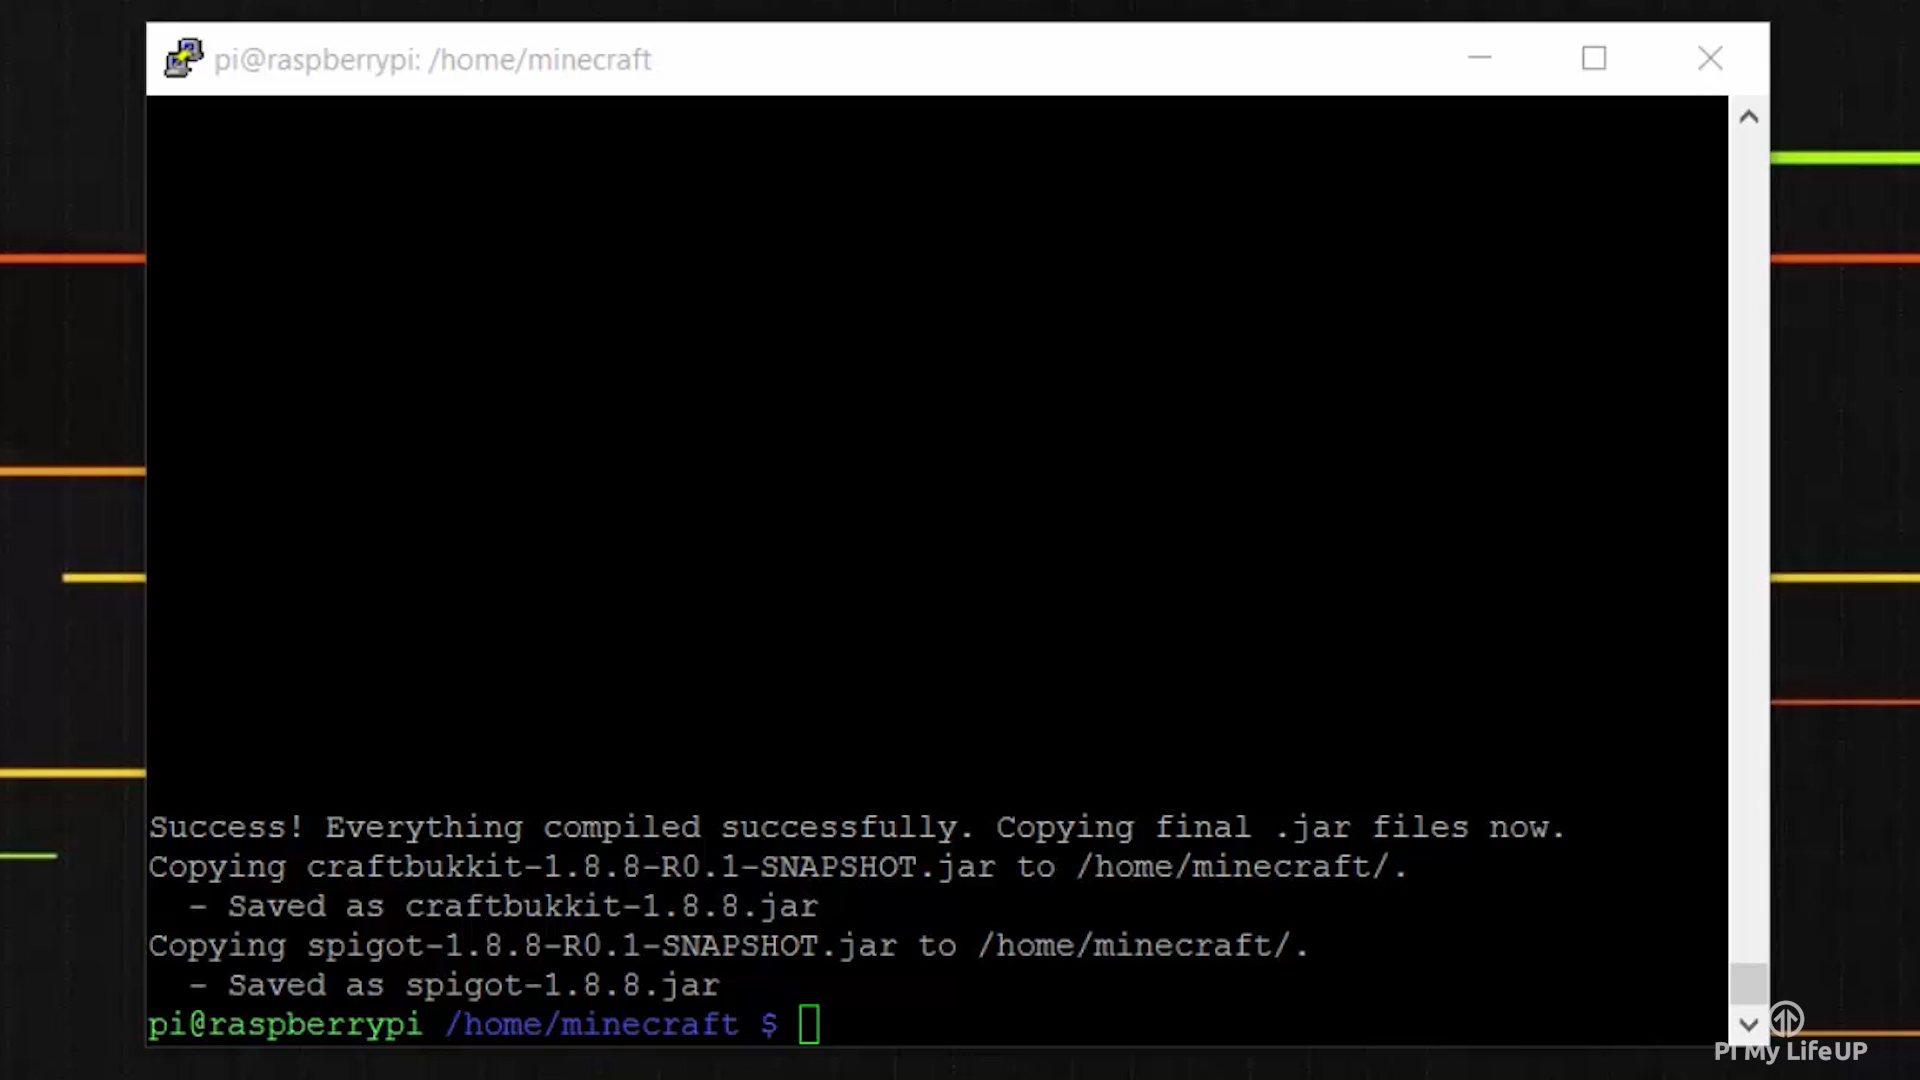 pi@raspberrypi: /home/minecraft
Success! Everything compiled successfully. Copying final .jar files now.
Copying craftbukkit-1.8.8-R0.1-SNAPSHOT.jar to /home/minecraft/.
  - Saved as craftbukkit-1.8.8.jar
Copying spigot-1.8.8-R0.1-SNAPSHOT.jar to /home/minecraft/.
  - Saved as spigot-1.8.8.jar
pi@raspberrypi /home/minecraft $
PI My LifeUP